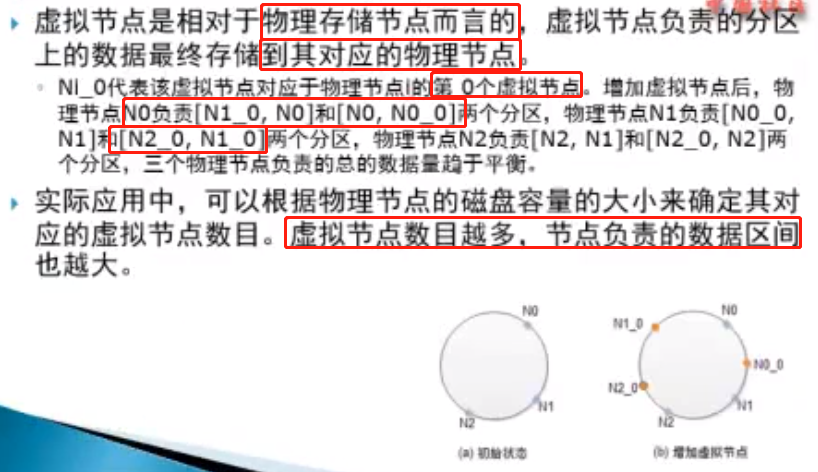 虚拟节点是相对于物理存储节点而言的，虚拟节点负责的分区
上的数据最终存储到其对应的物理节点。
Ni_0代表该虚拟节点对应于物理节点i的第 0个虚拟节点。增加虚拟节点后，物
理节点N0负责[N1_0, N0]和[N0, N0_0]两个分区，物理节点N1负责[N0_0,
N1]和[N2_0, N1_0]两个分区，物理节点N2负责[N2, N1]和[N2_0, N2]两
个分区，三个物理节点负责的总的数据量趋于平衡。
实际应用中，可以根据物理节点的磁盘容量的大小来确定其对
应的虚拟节点数目。虚拟节点数目越多，节点负责的数据区间
也越大。
N0
N1
N2
(a) 初始状态
N1_0
N0
N0_0
N2_0
N1
N2
(b) 增加虚拟节点